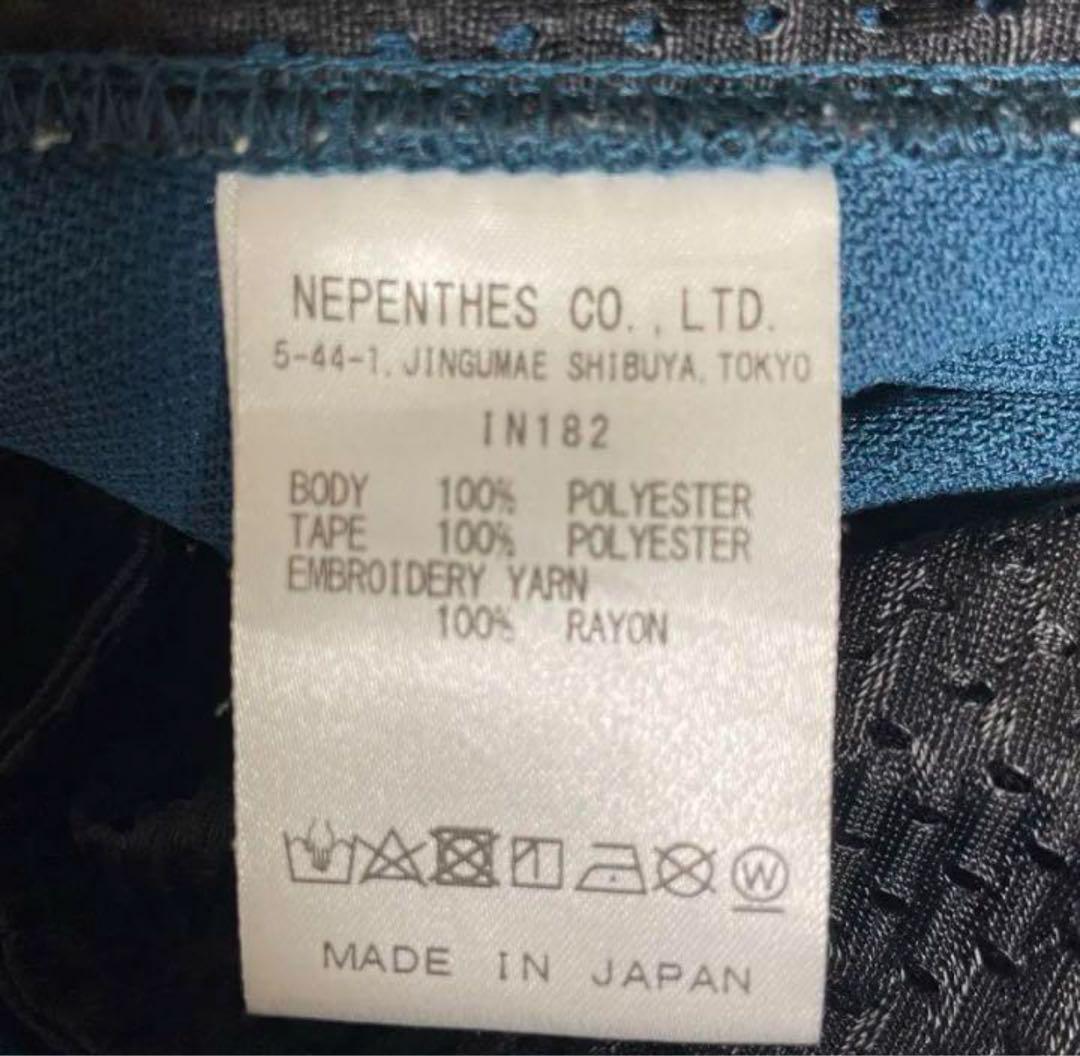 NEPENTHES CO.,LTD.
5-44-1, JINGUMAE SHIBUYA, TOKYO
IN182
BODY 100% POLYESTER
TAPE 100% POLYESTER
EMBROIDERY YARN
100% RAYON
W
MADE IN JAPAN